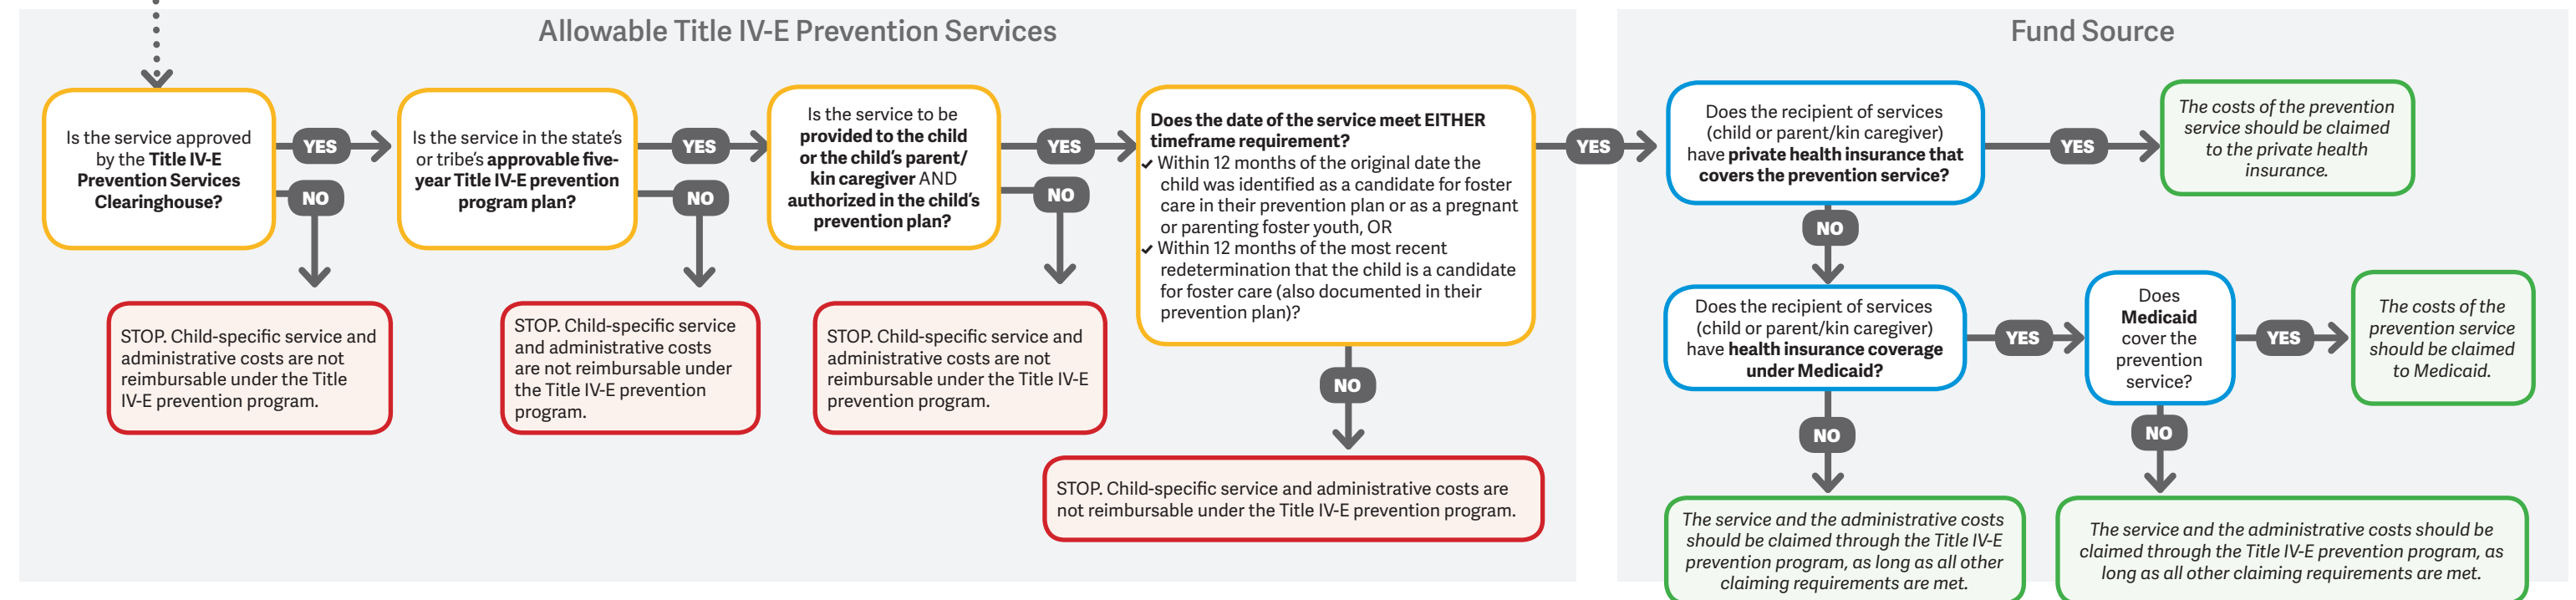 Allowable Title IV-E Prevention Services
Is the service approved
by the Title IV-E
Prevention Services
Clearinghouse?
YES
NO
STOP. Child-specific service and
administrative costs are not
reimbursable under the Title
IV-E prevention program.
Is the service in the state's
or tribe's approvable five-
year Title IV-E prevention
program plan?
YES
NO
STOP. Child-specific service
and administrative costs
are not reimbursable under
the Title IV-E prevention
program.
Is the service to be
provided to the child
or the child's parent/
kin caregiver AND
authorized in the child's
prevention plan?
YES
NO
STOP. Child-specific service and
administrative costs are not
reimbursable under the Title IV-E
prevention program.
Does the date of the service meet EITHER
timeframe requirement?
✓ Within 12 months of the original date the
child was identified as a candidate for foster
care in their prevention plan or as a pregnant
or parenting foster youth, OR
✓ Within 12 months of the most recent
redetermination that the child is a candidate
for foster care (also documented in their
prevention plan)?
YES
NO
STOP. Child-specific service and administrative costs are
not reimbursable under the Title IV-E prevention program.
Fund Source
Does the recipient of services
(child or parent/kin caregiver)
have private health insurance that
covers the prevention service?
YES
The costs of the prevention
service should be claimed
to the private health
insurance.
NO
Does the recipient of services
(child or parent/kin caregiver)
have health insurance coverage
under Medicaid?
YES
Does
Medicaid
cover the
prevention
service?
YES
The costs of the
prevention service
should be claimed
to Medicaid.
NO
The service and the administrative costs
should be claimed through the Title IV-E
prevention program, as long as all other
claiming requirements are met.
NO
The service and the administrative costs should be
claimed through the Title IV-E prevention program, as
long as all other claiming requirements are met.